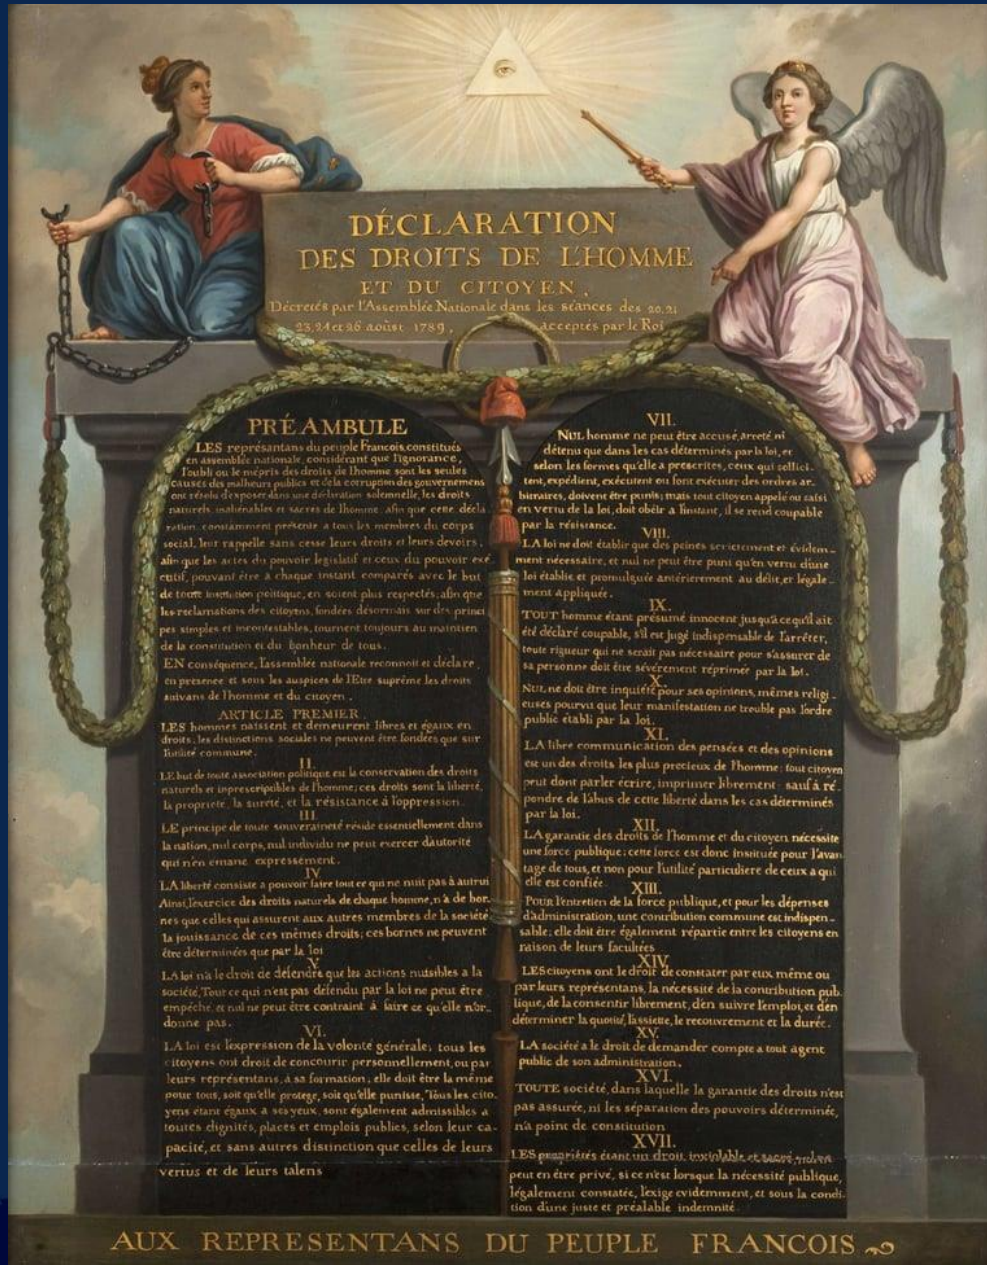 DÉCLARATION
DES DROITS DE L'HOMME
ET DU CITOYEN,
Décretés par l'Assemblée Nationale dans les séances des 20, 21
23, 24 et 26 août 1789, acceptés par le Roi
PRÉAMBULE
LES représentans du peuple François, constitués
en assemblée nationale, considérant que l'ignorance,
l'oubli ou le mépris des droits de l'homme sont les seules
causes des malheurs publics et de la corruption des gouvernemens
ont résolu d'exposer dans une déclaration solemnelle, les droits
naturels, inaliénables et sacrés de l'homme, afin que cette décla
ration, constamment présente a tous les membres du corps
social, leur rappelle sans cesse leurs droits et leurs devoirs,
afin que les actes du pouvoir législatif et ceux du pouvoir exé
cutif, pouvant être à chaque instant comparés avec le but
de toute institution politique, en soient plus respectés; afin que
les reclamations des citoyens, fondées désormais sur des princi
pes simples et incontestables, tournent toujours au maintien
de la constitution et du bonheur de tous.
EN conséquence, l'assemblée nationale reconnoit et déclare,
en presence et sous les auspices de l'Etre suprême les droits
suivans de l'homme et du citoyen.
ARTICLE PREMIER.
LES hommes naissent et demeurent libres et égaux en
droits; les distinctions sociales ne peuvent être fondées que sur
l'utilité commune.
II.
LE but de toute association politique est la conservation des droits
naturels et inprescriptibles de l'homme; ces droits sont la liberté,
la propriété, la sureté, et la résistance à l'oppression.
III.
LE principe de toute souveraineté réside essentiellement dans
la nation, nul corps, nul individu ne peut exercer d'autorité
qui n'en émane expressement.
IV
LA liberté consiste a pouvoir faire tout ce qui ne nuit pas à autrui
Ainsi, l'exercice des droits naturels de chaque homme, n'a de bor-
nes que celles qui assurent aux autres membres de la société
la jouissance de ces mêmes droits; ces bornes ne peuvent
être déterminées que par la loi
V.
LA loi n'a le droit de défendre que les actions nuisibles a la
société. Tout ce qui n'est pas défendu par la loi ne peut être
empêché, et nul ne peut être contraint à faire ce qu'elle n'or-
donne pas.
VI.
LA loi est l'expression de la volonté générale; tous les
citoyens ont droit de concourir personnellement, ou par
leurs représentans, à sa formation; elle doit être la même
pour tous, soit qu'elle protege, soit qu'elle punisse. Tous les cito-
yens étant égaux a ses yeux, sont également admissibles a
toutes dignités, places et emplois publics, selon leur ca-
pacité, et sans autres distinction que celles de leurs
vertus et de leurs talens
VII.
NUL homme ne peut être accusé, arreté, ni
détenu que dans les cas déterminés par la loi, et
selon les formes qu'elle a prescrites, ceux qui sollici-
tent, expédient, exécutent ou font exécuter des ordres ar-
bitraires, doivent être punis; mais tout citoyen appelé ou saisi
en vertu de la loi, doit obéir a l'instant, il se rend coupable
par la résistance.
VIII.
LA loi ne doit établir que des peines strictement et évidem-
ment nécessaire, et nul ne peut être puni qu'en vertu d'une
loi établie et promulguée antérierement au délit, et légale-
ment appliquée.
IX.
TOUT homme étant présumé innocent jusqu'a ce qu'il ait
été déclaré coupable, s'il est jugé indispensable de l'arrêter,
toute rigueur qui ne serait pas nécessaire pour s'assurer de
sa personne doit être sévèrement réprimée par la loi.
X.
NUL ne doit être inquiété pour ses opinions, mêmes religi
euses pourvu que leur manifestation ne trouble pas l'ordre
public établi par la loi.
XI.
LA libre communication des pensées et des opinions
est un des droits les plus precieux de l'homme; tout citoyen
peut dont parler écrire, imprimer librement: sauf à ré-
pondre de l'abus de cette liberté dans les cas déterminés
par la loi.
XII.
LA garantie des droits de l'homme et du citoyen nécessite
une force publique; cette force est donc instituée pour l'avan
tage de tous, et non pour l'utilité particuliere de ceux a qui
elle est confiée.
XIII.
POUR l'entretien de la force publique, et pour les dépenses
d'administration, une contribution commune est indispen-
sable; elle doit être également répartie entre les citoyens en
raison de leurs facultées
XIV.
LES citoyens ont le droit de constater par eux même ou
par leurs représentans, la nécessité de la contribution pub-
lique, de la consentir librement, d'en suivre l'emploi, et d'en
déterminer la quotité, l'assiette, le recouvrement et la durée.
XV.
LA société a le droit de demander compte a tout agent
public de son administration.
XVI.
TOUTE société, dans laquelle la garantie des droits n'est
pas assurée, ni les séparation des pouvoirs déterminée,
n'a point de constitution
XVII.
LES propriétés étant un droit inviolable et sacré, nul ne
peut en être privé, si ce n'est lorsque la nécessité publique,
légalement constatée, l'exige evidemment, et sous la condi-
tion d'une juste et préalable indemnité.
AUX REPRESENTANS DU PEUPLE FRANCOIS